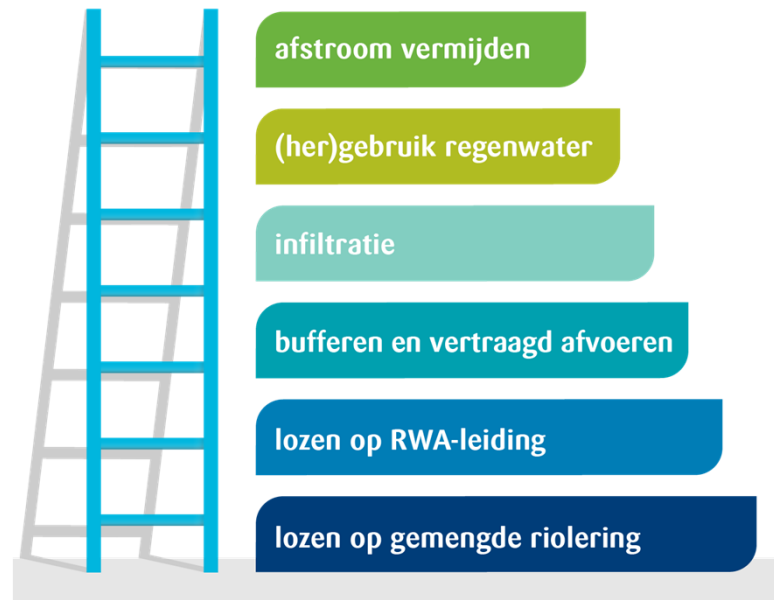 afstroom vermijden
(her)gebruik regenwater
infiltratie
bufferen en vertraagd afvoeren
lozen op RWA-leiding
lozen op gemengde riolering